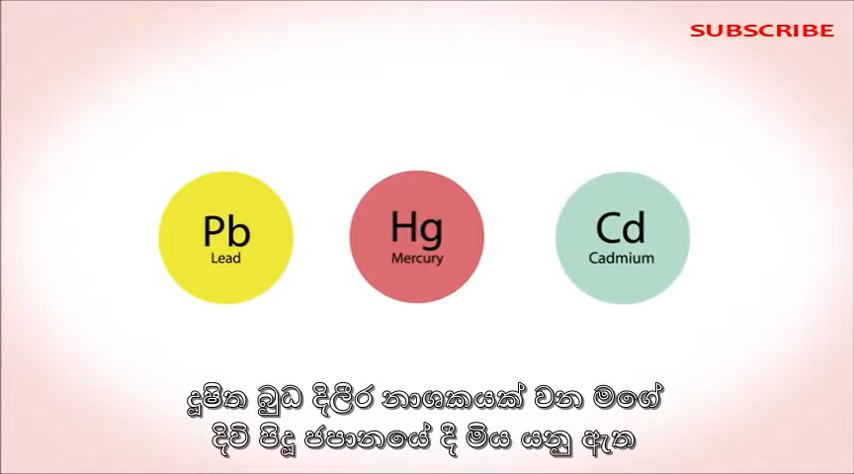 SUBSCRIBE
Pb
Lead
Hg
Mercury
Cd
Cadmium
දූෂිත බුධ දිලීර නාශකයක් වන මගේ
දිවි පිදූ ජපානයේ දී මිය යනු ඇත